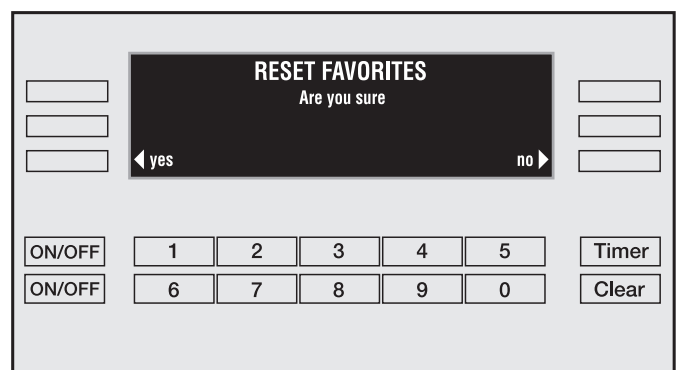 RESET FAVORITES
Are you sure
yes no
ON/OFF 1 2 3 4 5 Timer
ON/OFF 6 7 8 9 0 Clear